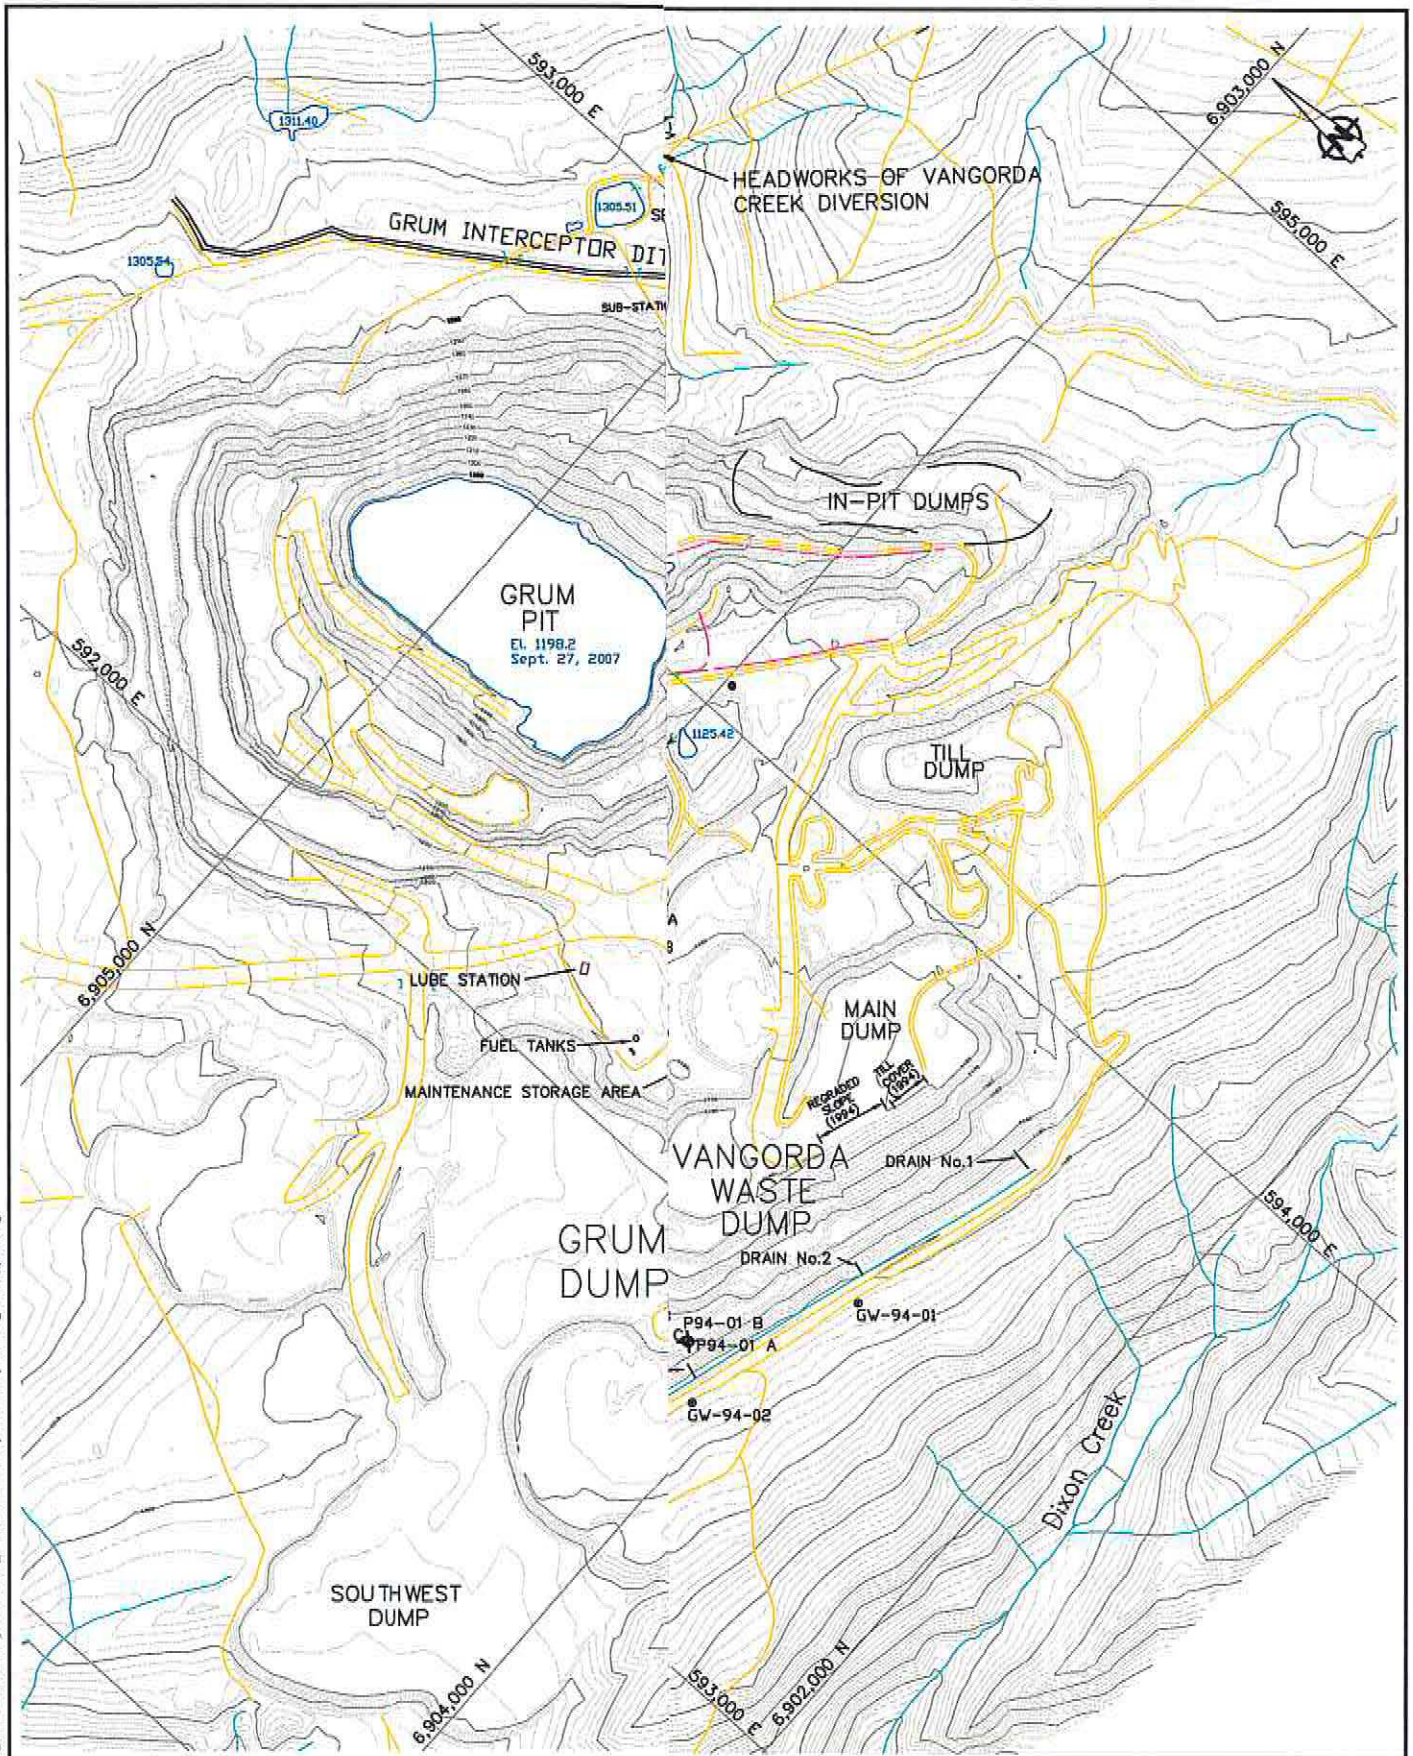 593,000 E
6,903,000 N
1311.40
HEADWORKS OF VANGORDA
CREEK DIVERSION
1305.51
595,000 E
GRUM INTERCEPTOR DIT
1305.54
SUB-STATI
IN-PIT DUMPS
GRUM
PIT
El. 1198.2
Sept. 27, 2007
592,000 E
1125.42
TILL
DUMP
6,905,000 N
LUBE STATION
MAIN
DUMP
FUEL TANKS
MAINTENANCE STORAGE AREA
REGRADED
SLOPE
(1994)
TILL
COVER
(1994)
VANGORDA
WASTE
DUMP
DRAIN No.1
594,000 E
GRUM
DUMP
DRAIN No.2
GW-94-01
P94-01 B
P94-01 A
GW-94-02
Dixon Creek
SOUTHWEST
DUMP
6,904,000 N
593,000 E
6,902,000 N